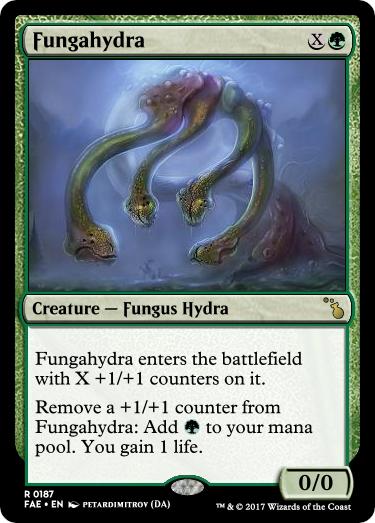 Fungahydra X
Creature — Fungus Hydra
Fungahydra enters the battlefield
with X +1/+1 counters on it.
Remove a +1/+1 counter from
Fungahydra: Add to your mana
pool. You gain 1 life.
0/0
R 0187
FAE • EN PETARDIMITROV (DA)
™ & © 2017 Wizards of the Coast